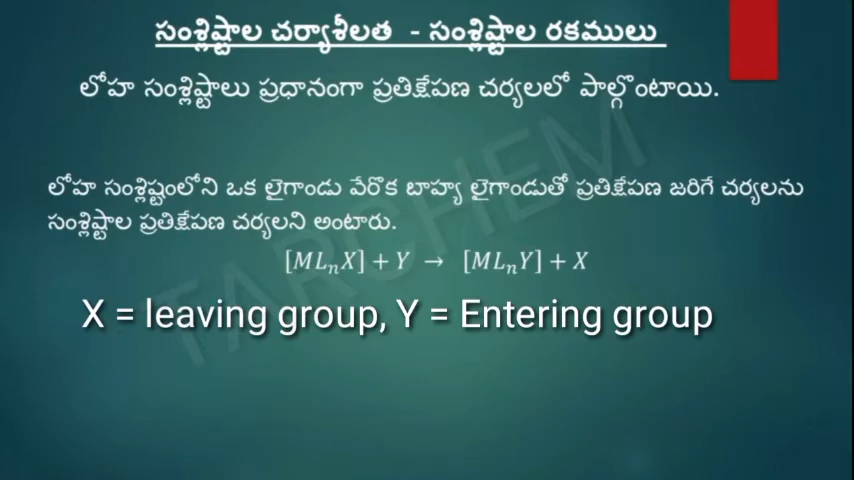 సంశ్లిష్టాల చర్యాశీలత - సంశ్లిష్టాల రకములు
లోహ సంశ్లిష్టాలు ప్రధానంగా ప్రతిక్షేపణ చర్యలలో పాల్గొంటాయి.
లోహ సంశ్లిష్టంలోని ఒక లైగాండు వేరొక బాహ్య లైగాండుతో ప్రతిక్షేపణ జరిగే చర్యలను
సంశ్లిష్టాల ప్రతిక్షేపణ చర్యలని అంటారు.
[MLₙX] + Y → [MLₙY] + X
X = leaving group, Y = Entering group
TARCHEM